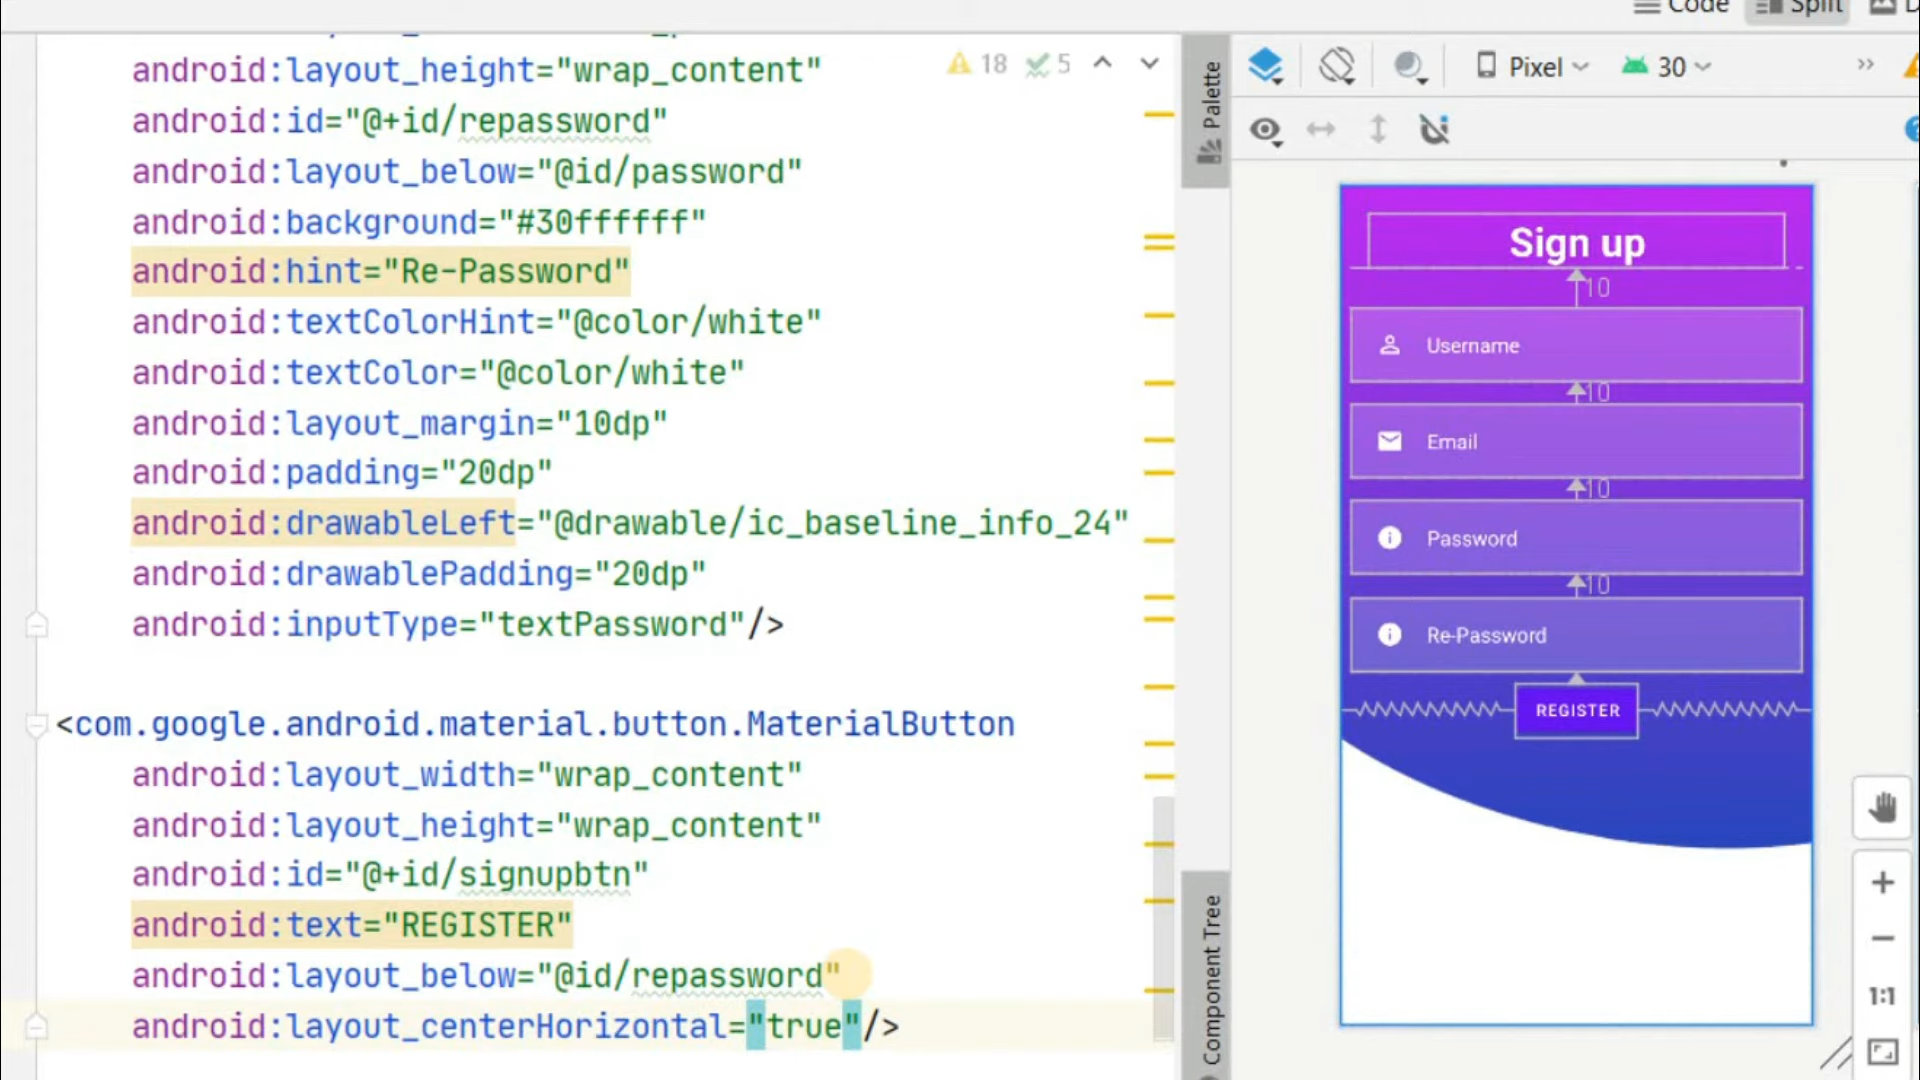 Code
Split
android:layout_height="wrap_content"
18
5
android:id="@+id/repassword"
android:layout_below="@id/password"
android:background="#30ffffff"
android:hint="Re-Password"
android:textColorHint="@color/white"
android:textColor="@color/white"
android:layout_margin="10dp"
android:padding="20dp"
android:drawableLeft="@drawable/ic_baseline_info_24"
android:drawablePadding="20dp"
android:inputType="textPassword"/>
<com.google.android.material.button.MaterialButton
android:layout_width="wrap_content"
android:layout_height="wrap_content"
android:id="@+id/signupbtn"
android:text="REGISTER"
android:layout_below="@id/repassword"
android:layout_centerHorizontal="true"/>
Palette
Component Tree
Pixel
30
Sign up
10
Username
10
Email
10
Password
10
Re-Password
REGISTER
1:1